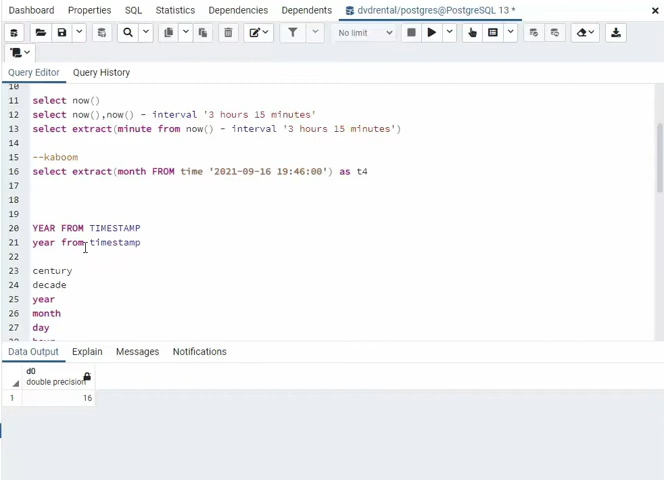 Dashboard Properties SQL Statistics Dependencies Dependents dvdrental/postgres@PostgreSQL 13 *
No limit
Query Editor Query History
10
11 select now()
12 select now(),now() - interval '3 hours 15 minutes'
13 select extract(minute from now() - interval '3 hours 15 minutes')
14
15 --kaboom
16 select extract(month FROM time '2021-09-16 19:46:00') as t4
17
18
19
20 YEAR FROM TIMESTAMP
21 year from timestamp
22
23 century
24 decade
25 year
26 month
27 day
28 hour
Data Output Explain Messages Notifications
d0
double precision
1 16